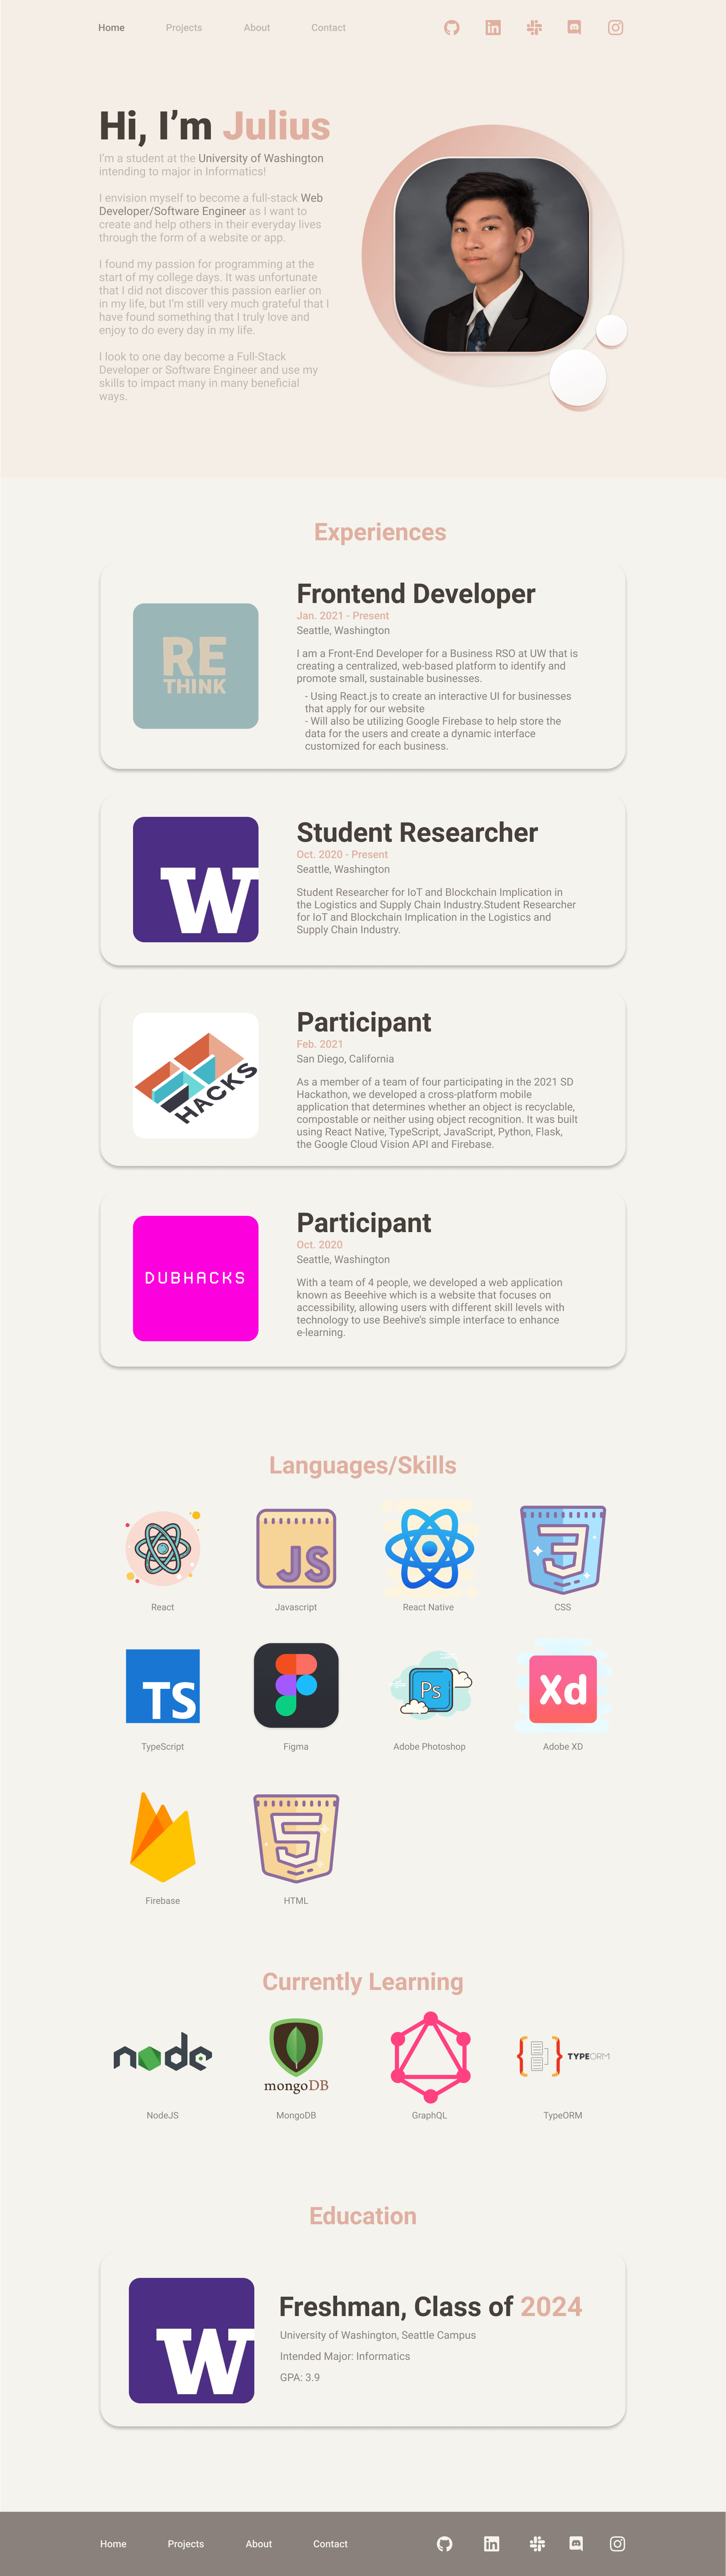 Home Projects About Contact
Hi, I'm Julius
I'm a student at the University of Washington
intending to major in Informatics!
I envision myself to become a full-stack Web
Developer/Software Engineer as I want to
create and help others in their everyday lives
through the form of a website or app.
I found my passion for programming at the
start of my college days. It was unfortunate
that I did not discover this passion earlier on
in my life, but I'm still very much grateful that I
have found something that I truly love and
enjoy to do every day in my life.
I look to one day become a Full-Stack
Developer or Software Engineer and use my
skills to impact many in many beneficial
ways.
Experiences
RE
THINK
Frontend Developer
Jan. 2021 - Present
Seattle, Washington
I am a Front-End Developer for a Business RSO at UW that is
creating a centralized, web-based platform to identify and
promote small, sustainable businesses.
- Using React.js to create an interactive UI for businesses
that apply for our website
- Will also be utilizing Google Firebase to help store the
data for the users and create a dynamic interface
customized for each business.
W
Student Researcher
Oct. 2020 - Present
Seattle, Washington
Student Researcher for IoT and Blockchain Implication in
the Logistics and Supply Chain Industry.Student Researcher
for IoT and Blockchain Implication in the Logistics and
Supply Chain Industry.
HACKS
Participant
Feb. 2021
San Diego, California
As a member of a team of four participating in the 2021 SD
Hackathon, we developed a cross-platform mobile
application that determines whether an object is recyclable,
compostable or neither using object recognition. It was built
using React Native, TypeScript, JavaScript, Python, Flask,
the Google Cloud Vision API and Firebase.
DUBHACKS
Participant
Oct. 2020
Seattle, Washington
With a team of 4 people, we developed a web application
known as Beeehive which is a website that focuses on
accessibility, allowing users with different skill levels with
technology to use Beehive's simple interface to enhance
e-learning.
Languages/Skills
JS
React Javascript React Native CSS
TS Ps Xd
TypeScript Figma Adobe Photoshop Adobe XD
Firebase HTML
Currently Learning
node mongoDB TYPEORM
NodeJS MongoDB GraphQL TypeORM
Education
W
Freshman, Class of 2024
University of Washington, Seattle Campus
Intended Major: Informatics
GPA: 3.9
Home Projects About Contact